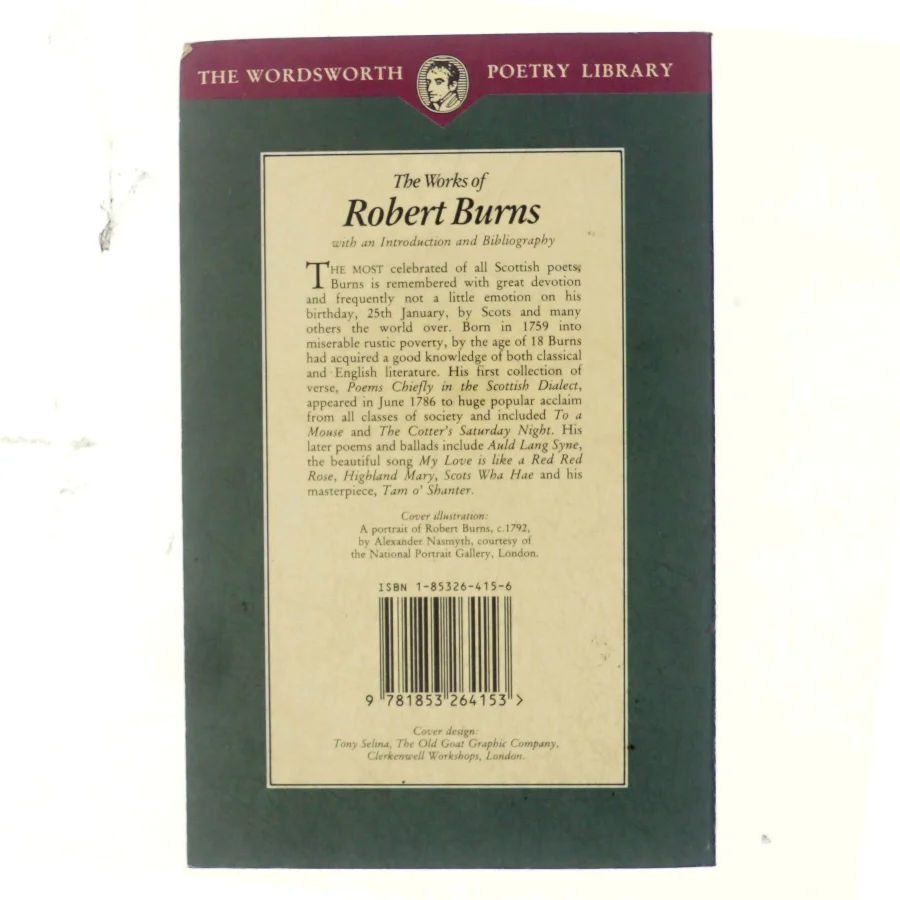 THE WORDSWORTH POETRY LIBRARY
The Works of
Robert Burns
with an Introduction and Bibliography
THE MOST celebrated of all Scottish poets,
Burns is remembered with great devotion
and frequently not a little emotion on his
birthday, 25th January, by Scots and many
others the world over. Born in 1759 into
miserable rustic poverty, by the age of 18 Burns
had acquired a good knowledge of both classical
and English literature. His first collection of
verse, Poems Chiefly in the Scottish Dialect,
appeared in June 1786 to huge popular acclaim
from all classes of society and included To a
Mouse and The Cotter's Saturday Night. His
later poems and ballads include Auld Lang Syne,
the beautiful song My Love is like a Red Red
Rose, Highland Mary, Scots Wha Hae and his
masterpiece, Tam o' Shanter.
Cover illustration:
A portrait of Robert Burns, c.1792,
by Alexander Nasmyth, courtesy of
the National Portrait Gallery, London.
ISBN 1-85326-415-6
9 781853 264153 >
Cover design:
Tony Selina, The Old Goat Graphic Company,
Clerkenwell Workshops, London.